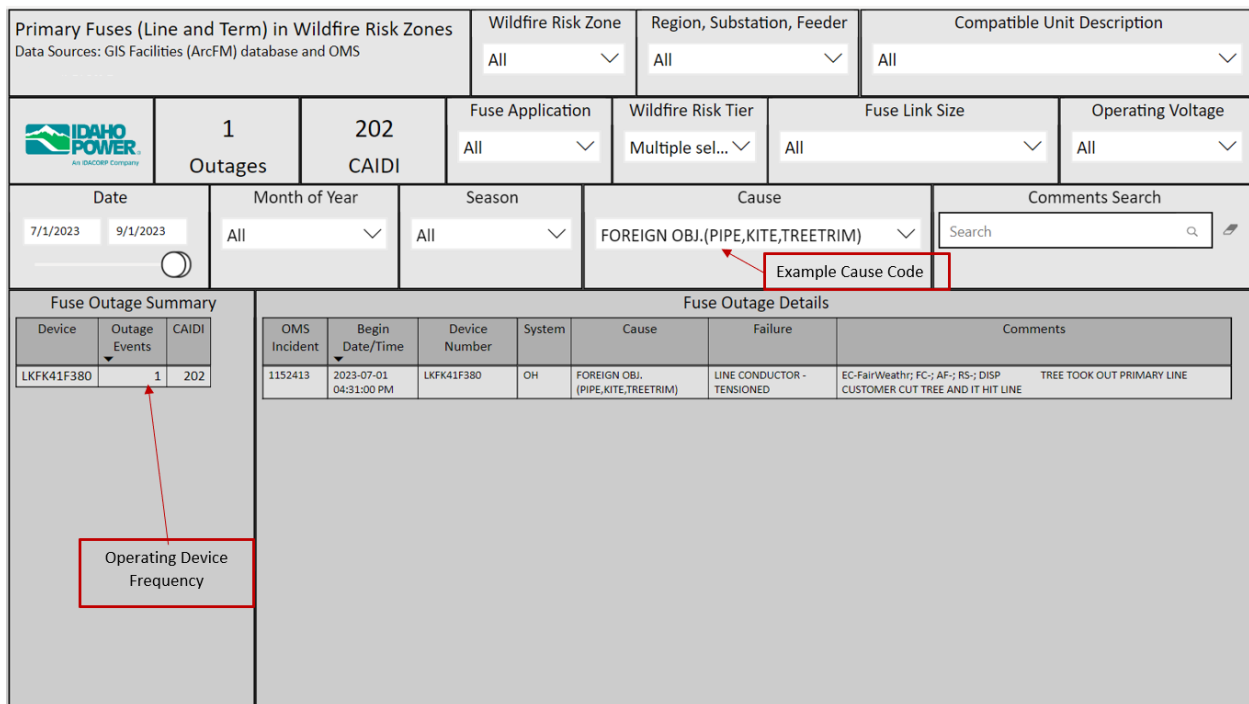 Primary Fuses (Line and Term) in Wildfire Risk Zones
Data Sources: GIS Facilities (ArcFM) database and OMS
Wildfire Risk Zone
All
Region, Substation, Feeder
All
Compatible Unit Description
All
IDAHO
POWER®
An IDACORP Company
1
Outages
202
CAIDI
Fuse Application
All
Wildfire Risk Tier
Multiple sel...
Fuse Link Size
All
Operating Voltage
All
Date
7/1/2023 9/1/2023
Month of Year
All
Season
All
Cause
FOREIGN OBJ.(PIPE,KITE,TREETRIM)
Example Cause Code
Comments Search
Search
Fuse Outage Summary
Device Outage Events CAIDI
LKFK41F380 1 202
Operating Device
Frequency
Fuse Outage Details
OMS Incident Begin Date/Time Device Number System Cause Failure Comments
1152413 2023-07-01 LKFK41F380 OH FOREIGN OBJ. LINE CONDUCTOR - EC-FairWeathr; FC-; AF-; RS-; DISP TREE TOOK OUT PRIMARY LINE
04:31:00 PM (PIPE,KITE,TREETRIM) TENSIONED CUSTOMER CUT TREE AND IT HIT LINE